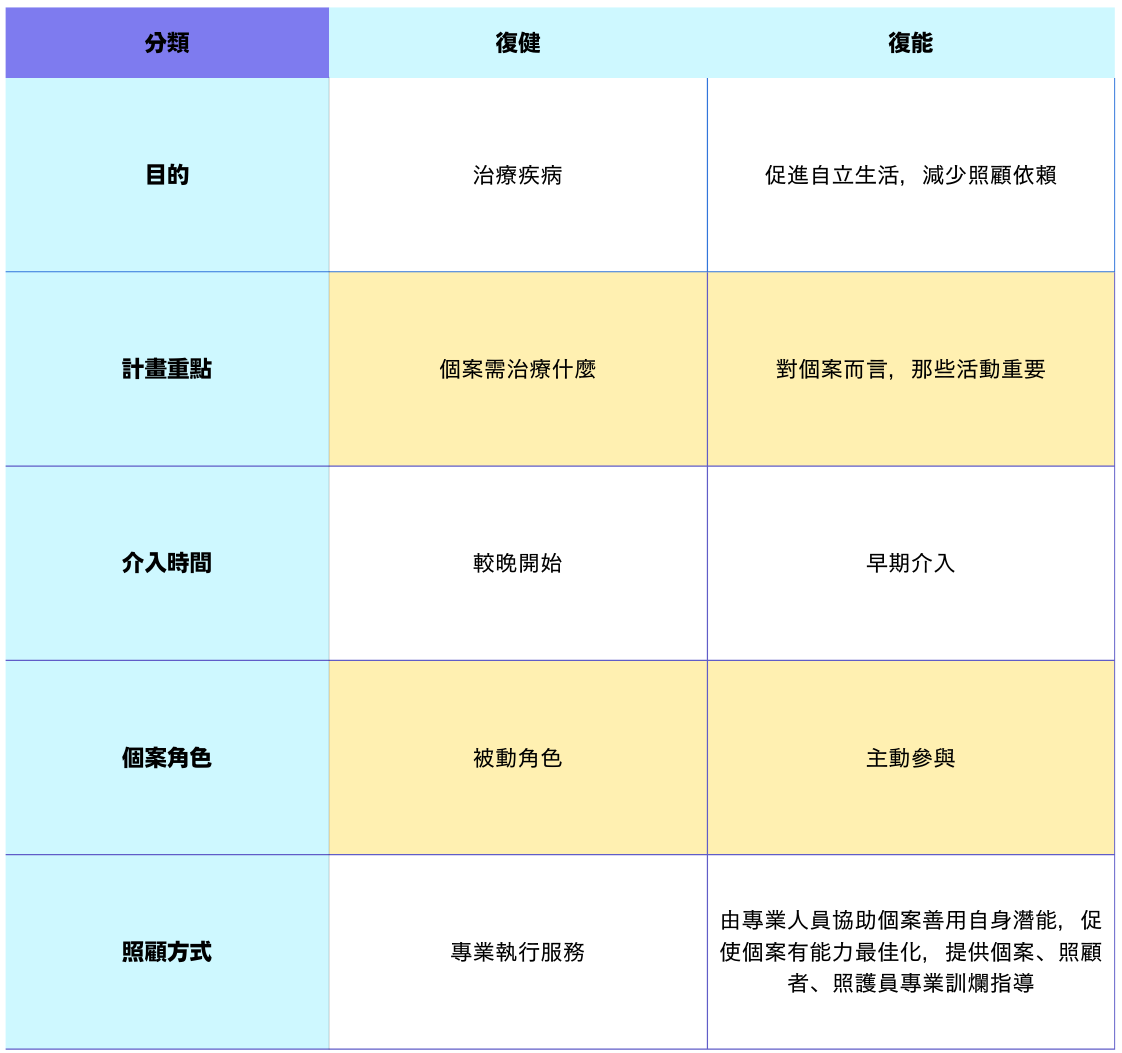 分類 復健 復能
目的 治療疾病 促進自立生活，減少照顧依賴
計畫重點 個案需治療什麼 對個案而言，那些活動重要
介入時間 較晚開始 早期介入
個案角色 被動角色 主動參與
照顧方式 專業執行服務 由專業人員協助個案善用自身潛能，促
使個案有能力最佳化，提供個案、照顧
者、照護員專業訓爛指導